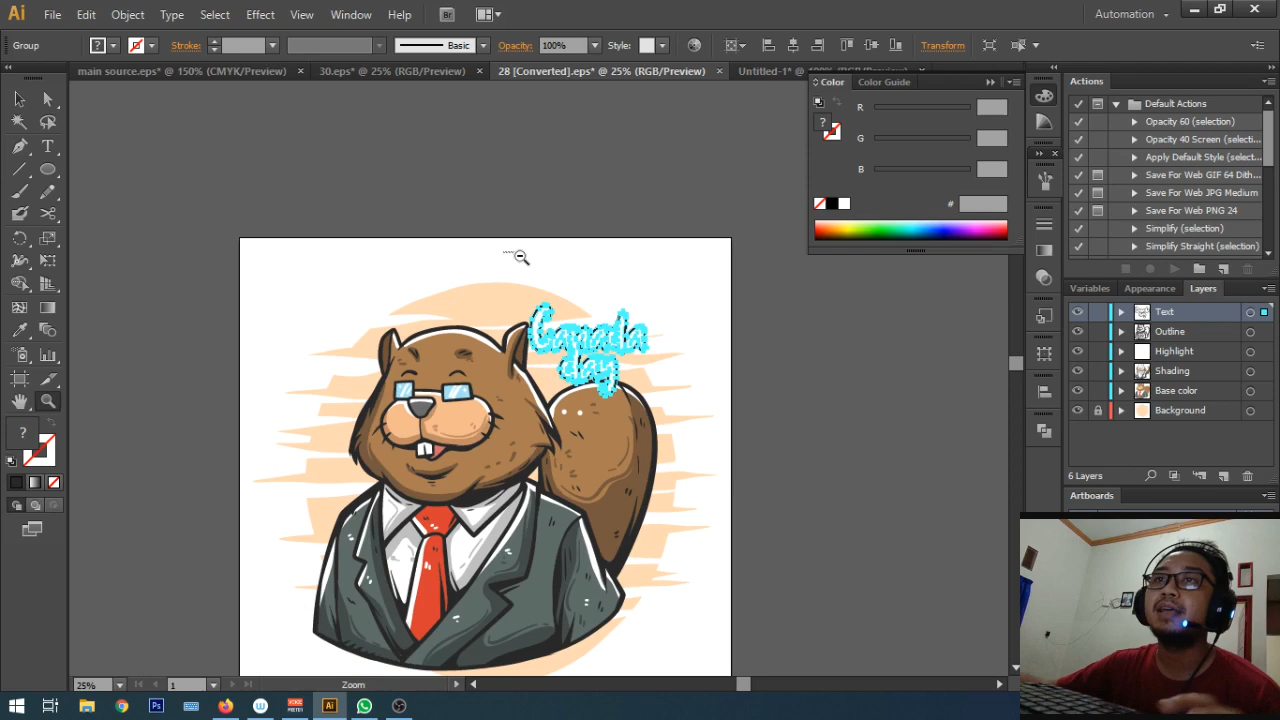 Ai File Edit Object Type Select Effect View Window Help Br Automation
Group ? Stroke: Basic Opacity: 100% Style: Transform
main source.eps* @ 150% (CMYK/Preview) × 30.eps* @ 25% (RGB/Preview) × 28 [Converted].eps* @ 25% (RGB/Preview) × Untitled-1* @
Color Color Guide
R
G
B
#
Actions
Default Actions
Opacity 60 (selection)
Opacity 40 Screen (selecti...
Apply Default Style (select...
Save For Web GIF 64 Dith...
Save For Web JPG Medium
Save For Web PNG 24
Simplify (selection)
Simplify Straight (selection)
Variables Appearance Layers
Text
Outline
Highlight
Shading
Base color
Background
6 Layers
Artboards
Canada
day
25% 1 Zoom